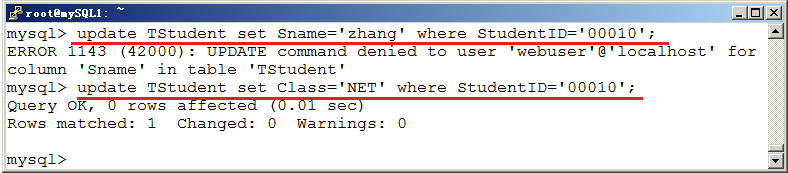 root@mySQL1: ~
mysql> update TStudent set Sname='zhang' where StudentID='00010';
ERROR 1143 (42000): UPDATE command denied to user 'webuser'@'localhost' for
column 'Sname' in table 'TStudent'
mysql> update TStudent set Class='NET' where StudentID='00010';
Query OK, 0 rows affected (0.01 sec)
Rows matched: 1  Changed: 0  Warnings: 0
mysql>